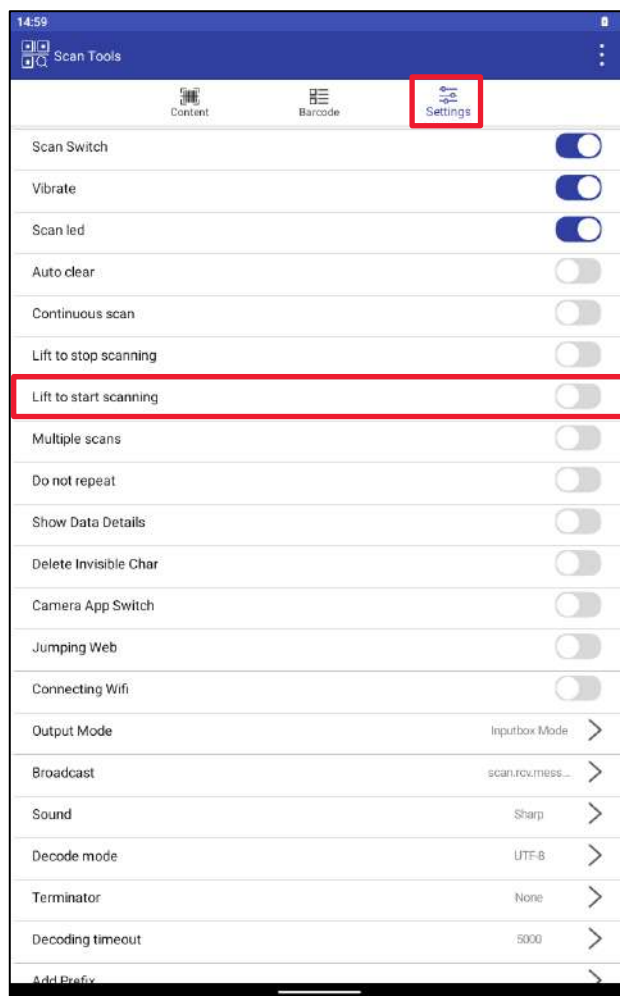 14:59
Scan Tools
Content Barcode Settings
Scan Switch
Vibrate
Scan led
Auto clear
Continuous scan
Lift to stop scanning
Lift to start scanning
Multiple scans
Do not repeat
Show Data Details
Delete Invisible Char
Camera App Switch
Jumping Web
Connecting Wifi
Output Mode Inputbox Mode
Broadcast scan.rcv.mess...
Sound Sharp
Decode mode UTF-8
Terminator None
Decoding timeout 5000
Add Prefix